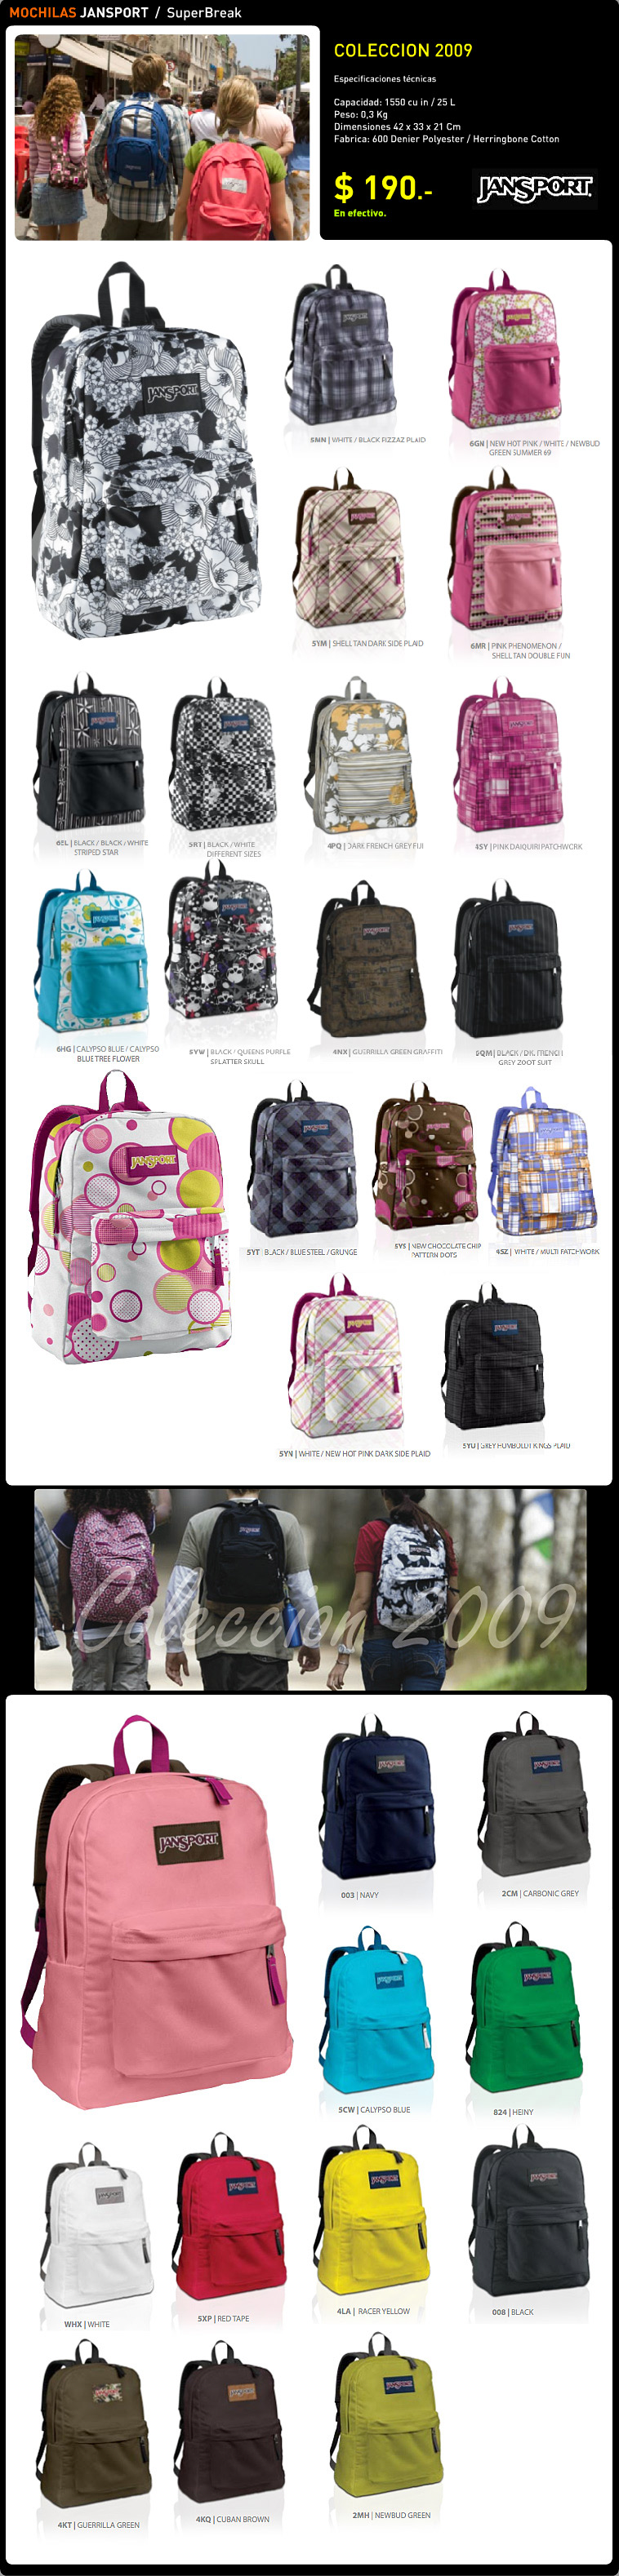 MOCHILAS JANSPORT / SuperBreak
COLECCION 2009
Especificaciones técnicas
Capacidad: 1550 cu in / 25 L
Peso: 0,3 Kg
Dimensiones 42 x 33 x 21 Cm
Fabrica: 600 Denier Polyester / Herringbone Cotton
$ 190.-
En efectivo.
JANSPORT
JANSPORT
5MN | WHITE / BLACK FIZZAZ PLAID
6GN | NEW HOT PINK / WHITE / NEWBUD
GREEN SUMMER 69
5YM | SHELL TAN DARK SIDE PLAID
6MR | PINK PHENOMENON /
SHELL TAN DOUBLE FUN
6EL | BLACK / BLACK / WHITE
STRIPED STAR
5RT | BLACK / WHITE
DIFFERENT SIZES
4PQ | DARK FRENCH GREY FIJI
4SY | PINK DAIQUIRI PATCHWORK
6HG | CALYPSO BLUE / CALYPSO
BLUE TREE FLOWER
5YW | BLACK / QUEENS PURPLE
SPLATTER SKULL
4NX | GUERRILLA GREEN GRAFFITI
5QM | BLACK / DK. FRENCH
GREY ZOOT SUIT
JANSPORT
5YT | BLACK / BLUE STEEL / GRUNGE
5YS | NEW CHOCOLATE CHIP
PATTERN DOTS
4SZ | WHITE / MULTI PATCHWORK
5YN | WHITE / NEW HOT PINK DARK SIDE PLAID
5YU | GREY HUMBOLDT KINGS PLAID
Coleccion 2009
JANSPORT
003 | NAVY
2CM | CARBONIC GREY
5CW | CALYPSO BLUE
824 | HEINY
WHX | WHITE
5XP | RED TAPE
4LA | RACER YELLOW
008 | BLACK
4KT | GUERRILLA GREEN
4KQ | CUBAN BROWN
2MH | NEWBUD GREEN